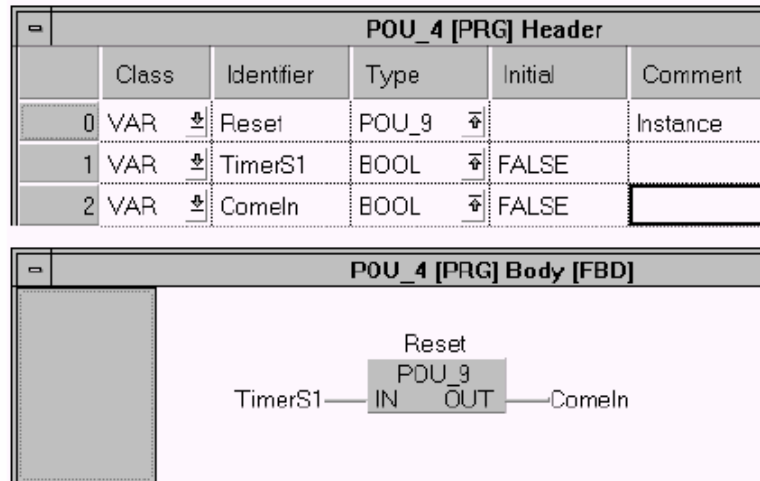 POU_4 [PRG] Header
Class Identifier Type Initial Comment
0 VAR Reset POU_9 Instance
1 VAR TimerS1 BOOL FALSE
2 VAR ComeIn BOOL FALSE
POU_4 [PRG] Body [FBD]
Reset
POU_9
TimerS1 IN OUT ComeIn